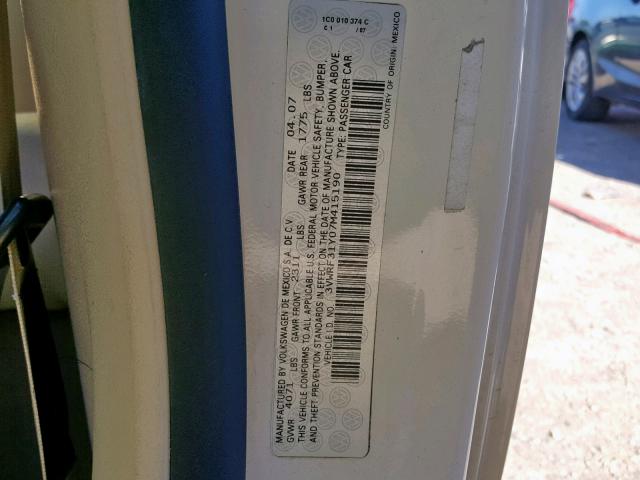 1C0 010 374 C
C 1 / 07
MANUFACTURED BY VOLKSWAGEN DE MEXICO S.A. DE C.V. DATE 04.07
GVWR 4071 LBS GAWR FRONT 2311 LBS GAWR REAR 1775 LBS
THIS VEHICLE CONFORMS TO ALL APPLICABLE U.S. FEDERAL MOTOR VEHICLE SAFETY, BUMPER,
AND THEFT PREVENTION STANDARDS IN EFFECT ON THE DATE OF MANUFACTURE SHOWN ABOVE.
VEHICLE I.D. NO. 3VWRF31Y07M415190 TYPE: PASSENGER CAR
COUNTRY OF ORIGIN: MEXICO